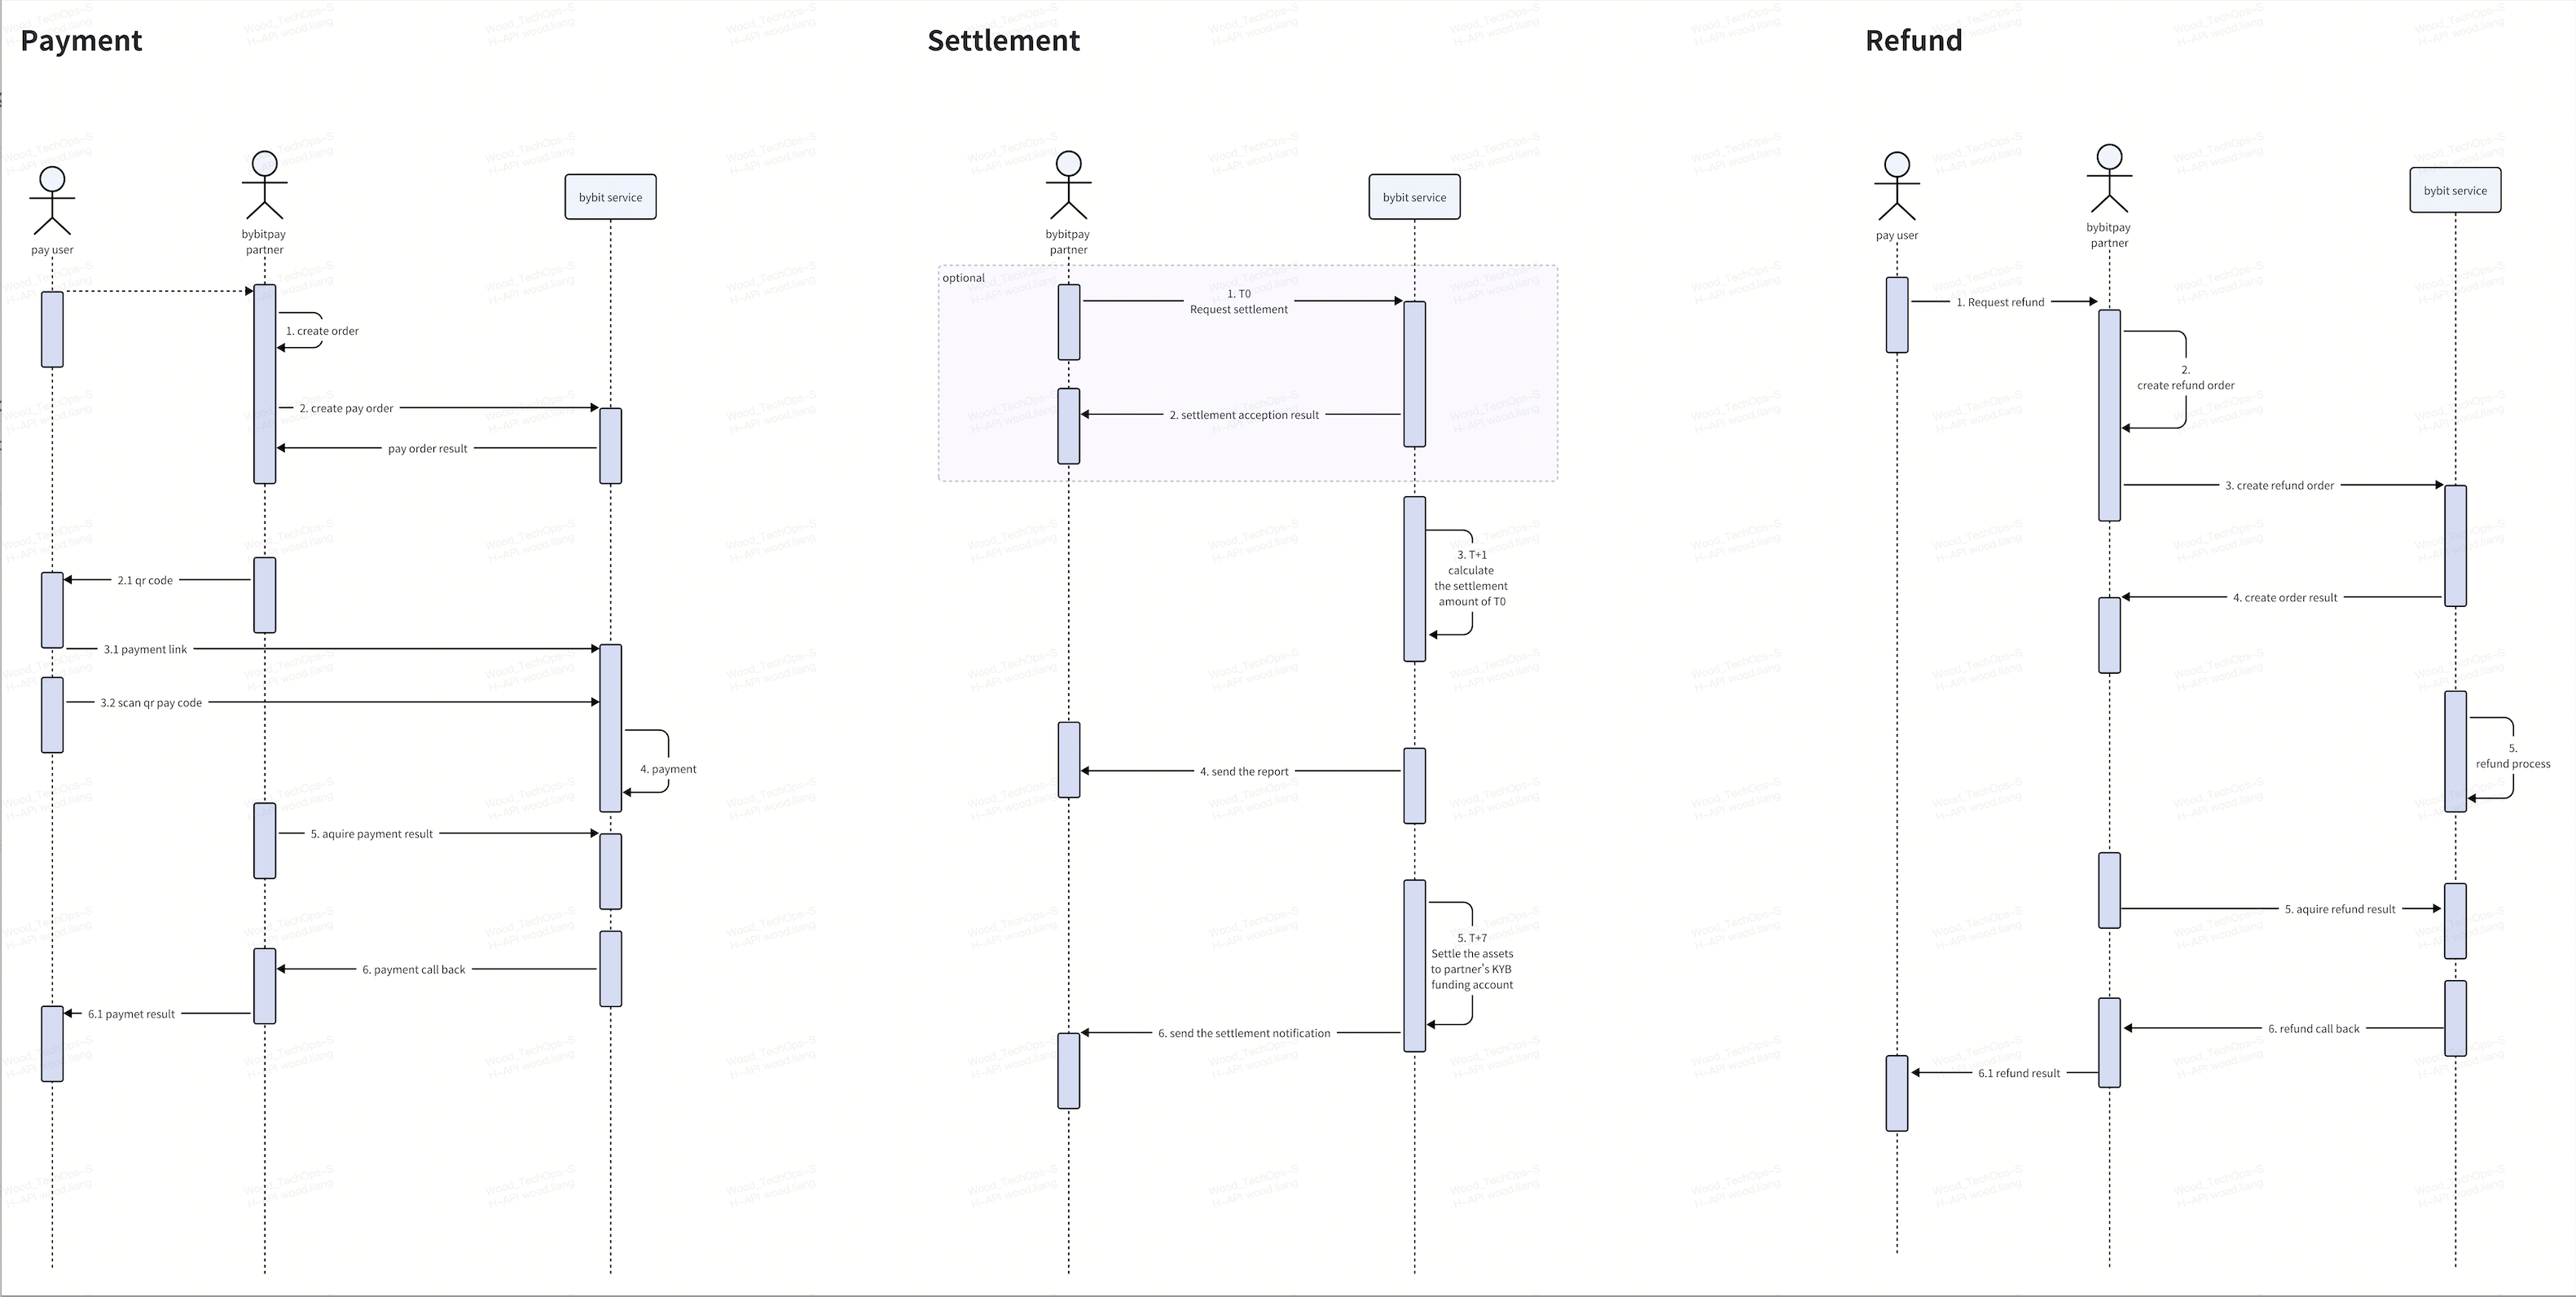 Payment
pay user
bybitpay
partner
bybit service
1. create order
2. create pay order
pay order result
2.1 qr code
3.1 payment link
3.2 scan qr pay code
4. payment
5. aquire payment result
6. payment call back
6.1 paymet result
Settlement
bybitpay
partner
bybit service
optional
1. T0
Request settlement
2. settlement acception result
3. T+1
calculate
the settlement
amount of T0
4. send the report
5. T+7
Settle the assets
to partner's KYB
funding account
6. send the settlement notification
Refund
pay user
bybitpay
partner
bybit service
1. Request refund
2.
create refund order
3. create refund order
4. create order result
5.
refund process
5. aquire refund result
6. refund call back
6.1 refund result
Wood_TechOps-S
H-API wood.liang